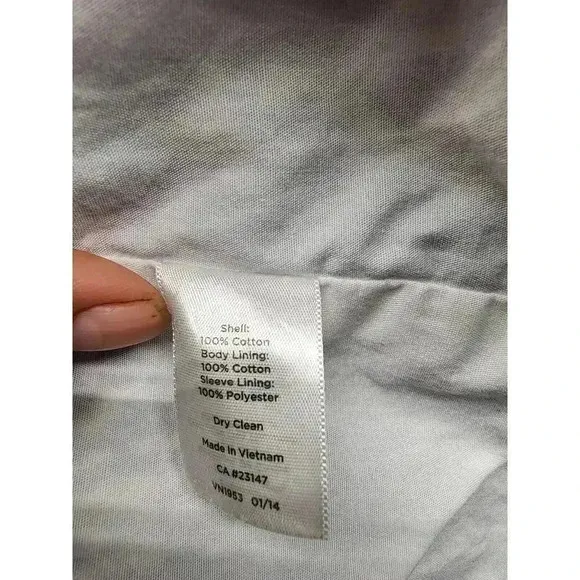 Shell:
100% Cotton
Body Lining:
100% Cotton
Sleeve Lining:
100% Polyester
Dry Clean
Made in Vietnam
CA #23147
VN1953 01/14